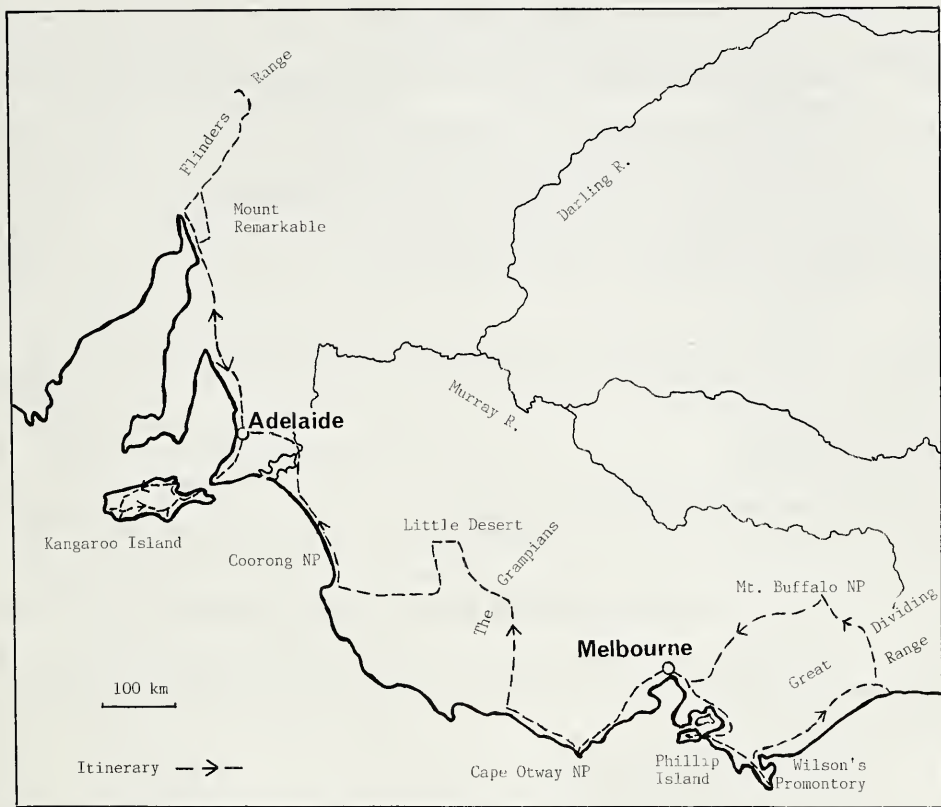 Flinders Range
Mount
Remarkable
Darling R.
Murray R.
Adelaide
Kangaroo Island
Coorong NP
Little Desert
The Grampians
Mt. Buffalo NP
Great Dividing Range
Melbourne
100 km
Itinerary
Cape Otway NP
Phillip
Island
Wilson's
Promontory